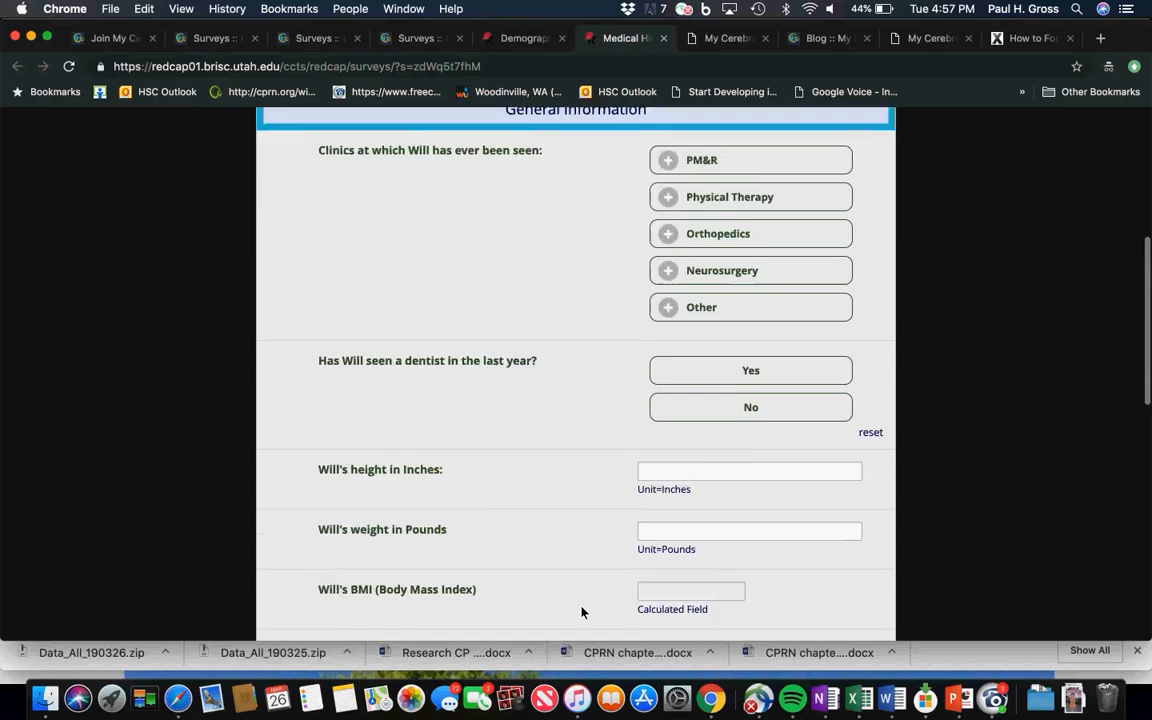 Chrome File Edit View History Bookmarks People Window Help 7 44% Tue 4:57 PM Paul H. Gross
Join My Ce Surveys :: Surveys :: Surveys :: Demograp Medical Hi My Cerebr Blog :: My My Cerebr How to For
https://redcap01.brisc.utah.edu/ccts/redcap/surveys/?s=zdWq5t7fhM
Bookmarks HSC Outlook http://cprn.org/wi... https://www.freec... Woodinville, WA (... HSC Outlook Start Developing i... Google Voice - In... » Other Bookmarks
General Information
Clinics at which Will has ever been seen:
PM&R
Physical Therapy
Orthopedics
Neurosurgery
Other
Has Will seen a dentist in the last year?
Yes
No
reset
Will's height in Inches:
Unit=Inches
Will's weight in Pounds
Unit=Pounds
Will's BMI (Body Mass Index)
Calculated Field
Data_All_190326.zip Data_All_190325.zip Research CP ....docx CPRN chapte....docx CPRN chapte....docx Show All